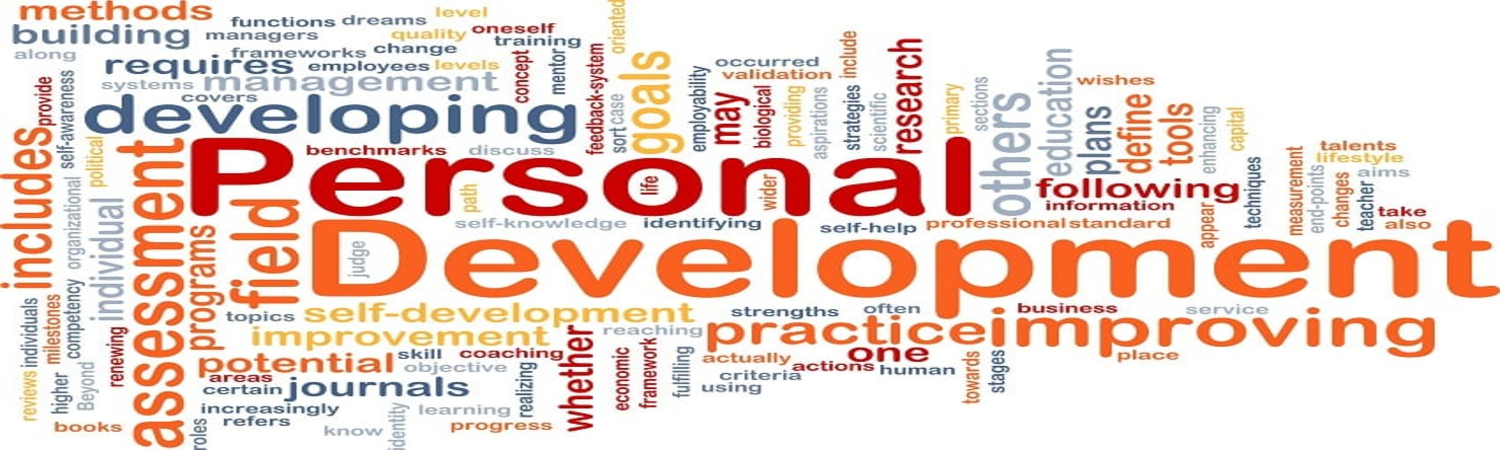 methods
functions
dreams
level
building
managers
quality
oneself
training
along
frameworks
change
requires
employees
levels
concept
mentor
oriented
systems
management
covers
developing
feedback-system
sort
case
goals
employability
occurred
validation
include
may
biological
providing
aspirations
strategies
scientific
research
primary
sections
others
education
wishes
plans
define
tools
enhancing
capital
provide
self-awareness
includes
political
assessment
benchmarks
discuss
Personal
path
life
wider
following
information
techniques
measurement
end-points
talents
lifestyle
aims
changes
teacher
take
also
appear
organizational
individual
field
programs
self-knowledge
identifying
self-help
professional
standard
judge
Development
individuals
milestones
competency
topics
self-development
strengths
often
business
service
improvement
reaching
practice
improving
renewing
potential
skill
coaching
objective
whether
actually
one
place
areas
certain
journals
realizing
economic
framework
fulfilling
criteria
actions
human
using
towards
stages
reviews
higher
Beyond
increasingly
refers
learning
books
roles
know
identity
progress